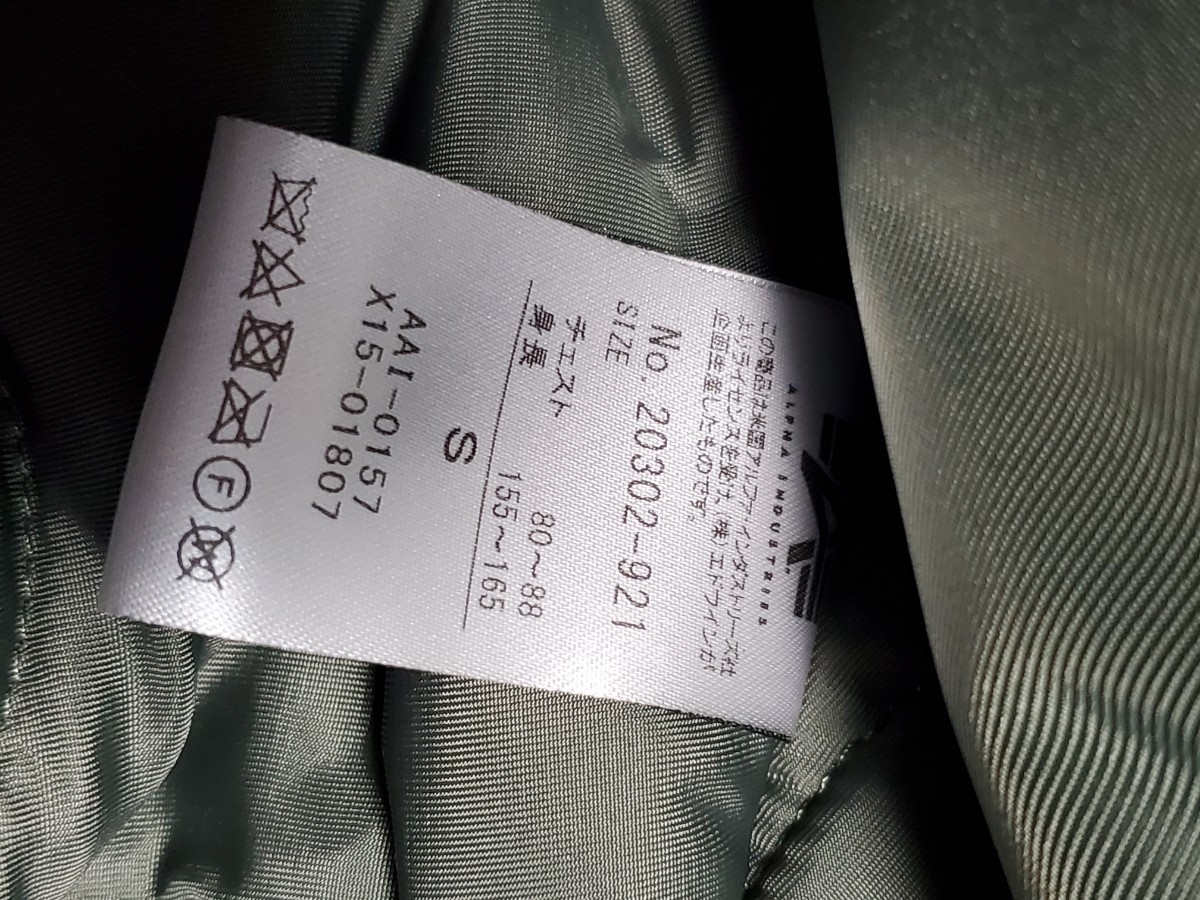 ALPHA INDUSTRIES
この製品は米国アルファ インダストリーズ社
よりライセンスを受け、(株)エドウインが
企画生産したものです。
No. 20302-921
SIZE
チェスト 80~88
身長 155~165
S
AAI-0157
X15-01807
F
W